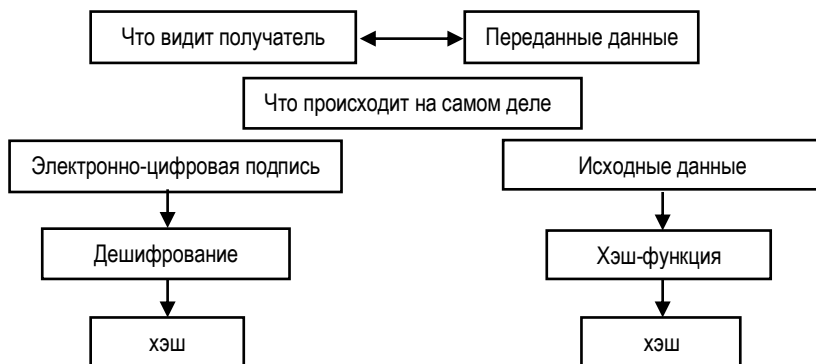 Что видит получатель
Переданные данные
Что происходит на самом деле
Электронно-цифровая подпись
Исходные данные
Дешифрование
Хэш-функция
хэш
хэш